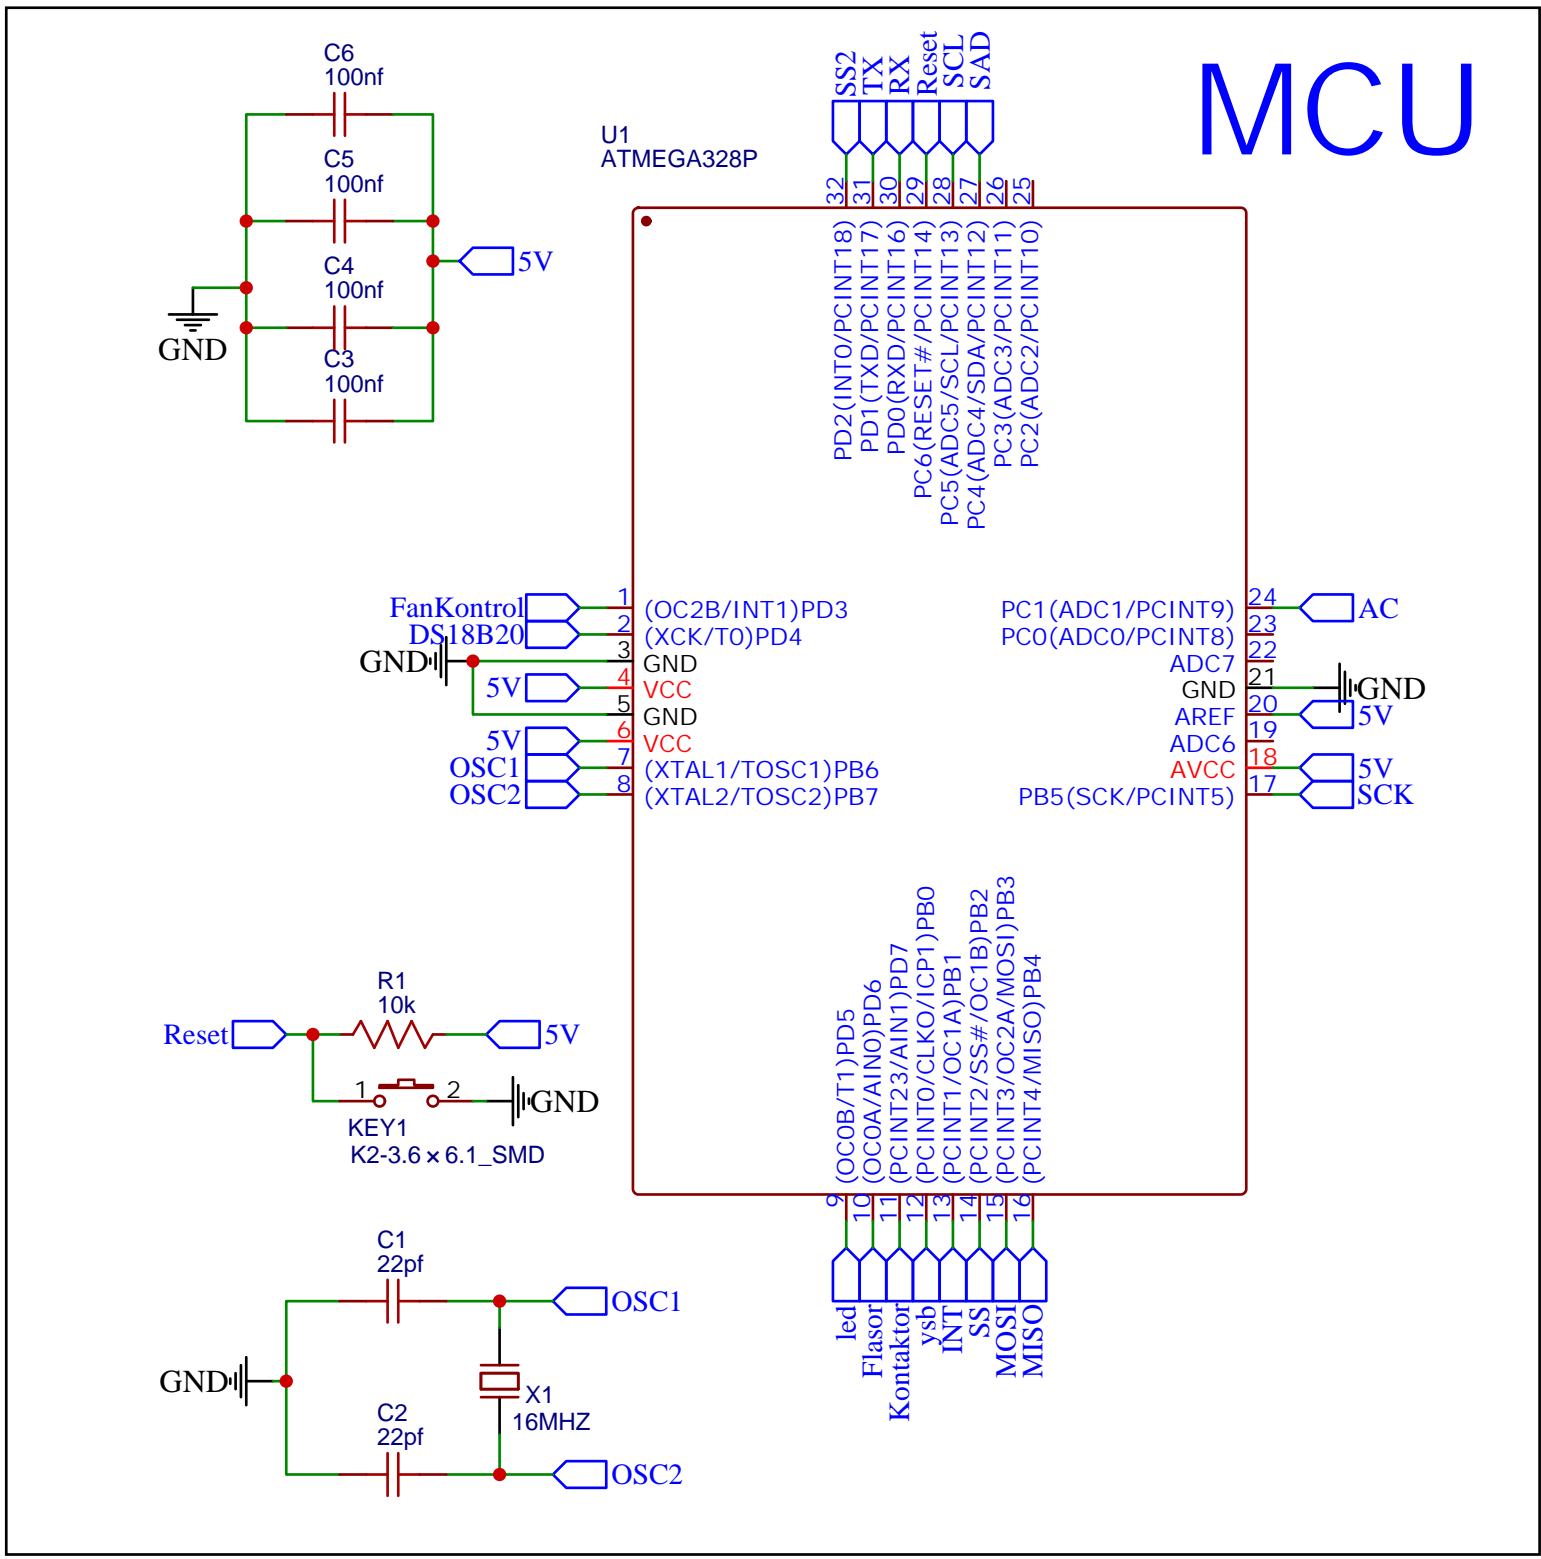 MCU
C6
100nf
C5
100nf
C4
100nf
C3
100nf
5V
GND
U1
ATMEGA328P
SS2
TX
RX
Reset
SCL
SAD
32
31
30
29
28
27
26
25
PD2(INT0/PCINT18)
PD1(TXD/PCINT17)
PD0(RXD/PCINT16)
PC6(RESET#/PCINT14)
PC5(ADC5/SCL/PCINT13)
PC4(ADC4/SDA/PCINT12)
PC3(ADC3/PCINT11)
PC2(ADC2/PCINT10)
FanKontrol 1 (OC2B/INT1)PD3
DS18B20 2 (XCK/T0)PD4
GND 3 GND
5V 4 VCC
5 GND
5V 6 VCC
OSC1 7 (XTAL1/TOSC1)PB6
OSC2 8 (XTAL2/TOSC2)PB7
PC1(ADC1/PCINT9) 24 AC
PC0(ADC0/PCINT8) 23
ADC7 22
GND 21 GND
AREF 20 5V
ADC6 19
AVCC 18 5V
PB5(SCK/PCINT5) 17 SCK
(OC0B/T1)PD5
(OC0A/AIN0)PD6
(PCINT23/AIN1)PD7
(PCINT0/CLKO/ICP1)PB0
(PCINT1/OC1A)PB1
(PCINT2/SS#/OC1B)PB2
(PCINT3/OC2A/MOSI)PB3
(PCINT4/MISO)PB4
9
10
11
12
13
14
15
16
led
Flasor
Kontaktor
ysb
INT
SS
MOSI
MISO
R1
10k
Reset
5V
1 2
GND
KEY1
K2-3.6×6.1_SMD
C1
22pf
OSC1
GND
X1
16MHZ
C2
22pf
OSC2